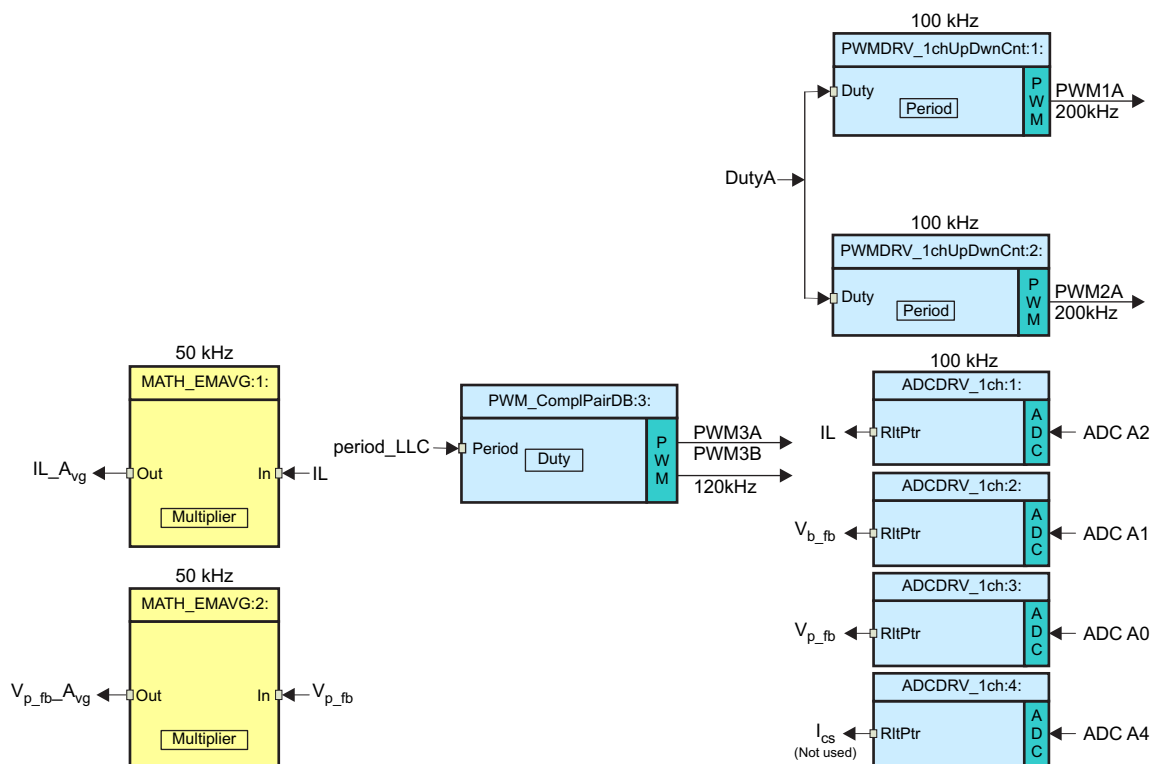 100 kHz
PWMDRV_1chUpDwnCnt:1:
Duty
Period
PWM
PWM1A
200kHz
DutyA
100 kHz
PWMDRV_1chUpDwnCnt:2:
Duty
Period
PWM
PWM2A
200kHz
50 kHz
MATH_EMAVG:1:
IL_Avg
Out
In
IL
Multiplier
50 kHz
MATH_EMAVG:2:
Vp_fb_Avg
Out
In
Vp_fb
Multiplier
PWM_ComplPairDB:3:
period_LLC
Period
Duty
PWM
PWM3A
PWM3B
120kHz
100 kHz
ADCDRV_1ch:1:
IL
RltPtr
ADC
ADC A2
ADCDRV_1ch:2:
Vb_fb
RltPtr
ADC
ADC A1
ADCDRV_1ch:3:
Vp_fb
RltPtr
ADC
ADC A0
ADCDRV_1ch:4:
Ics
(Not used)
RltPtr
ADC
ADC A4